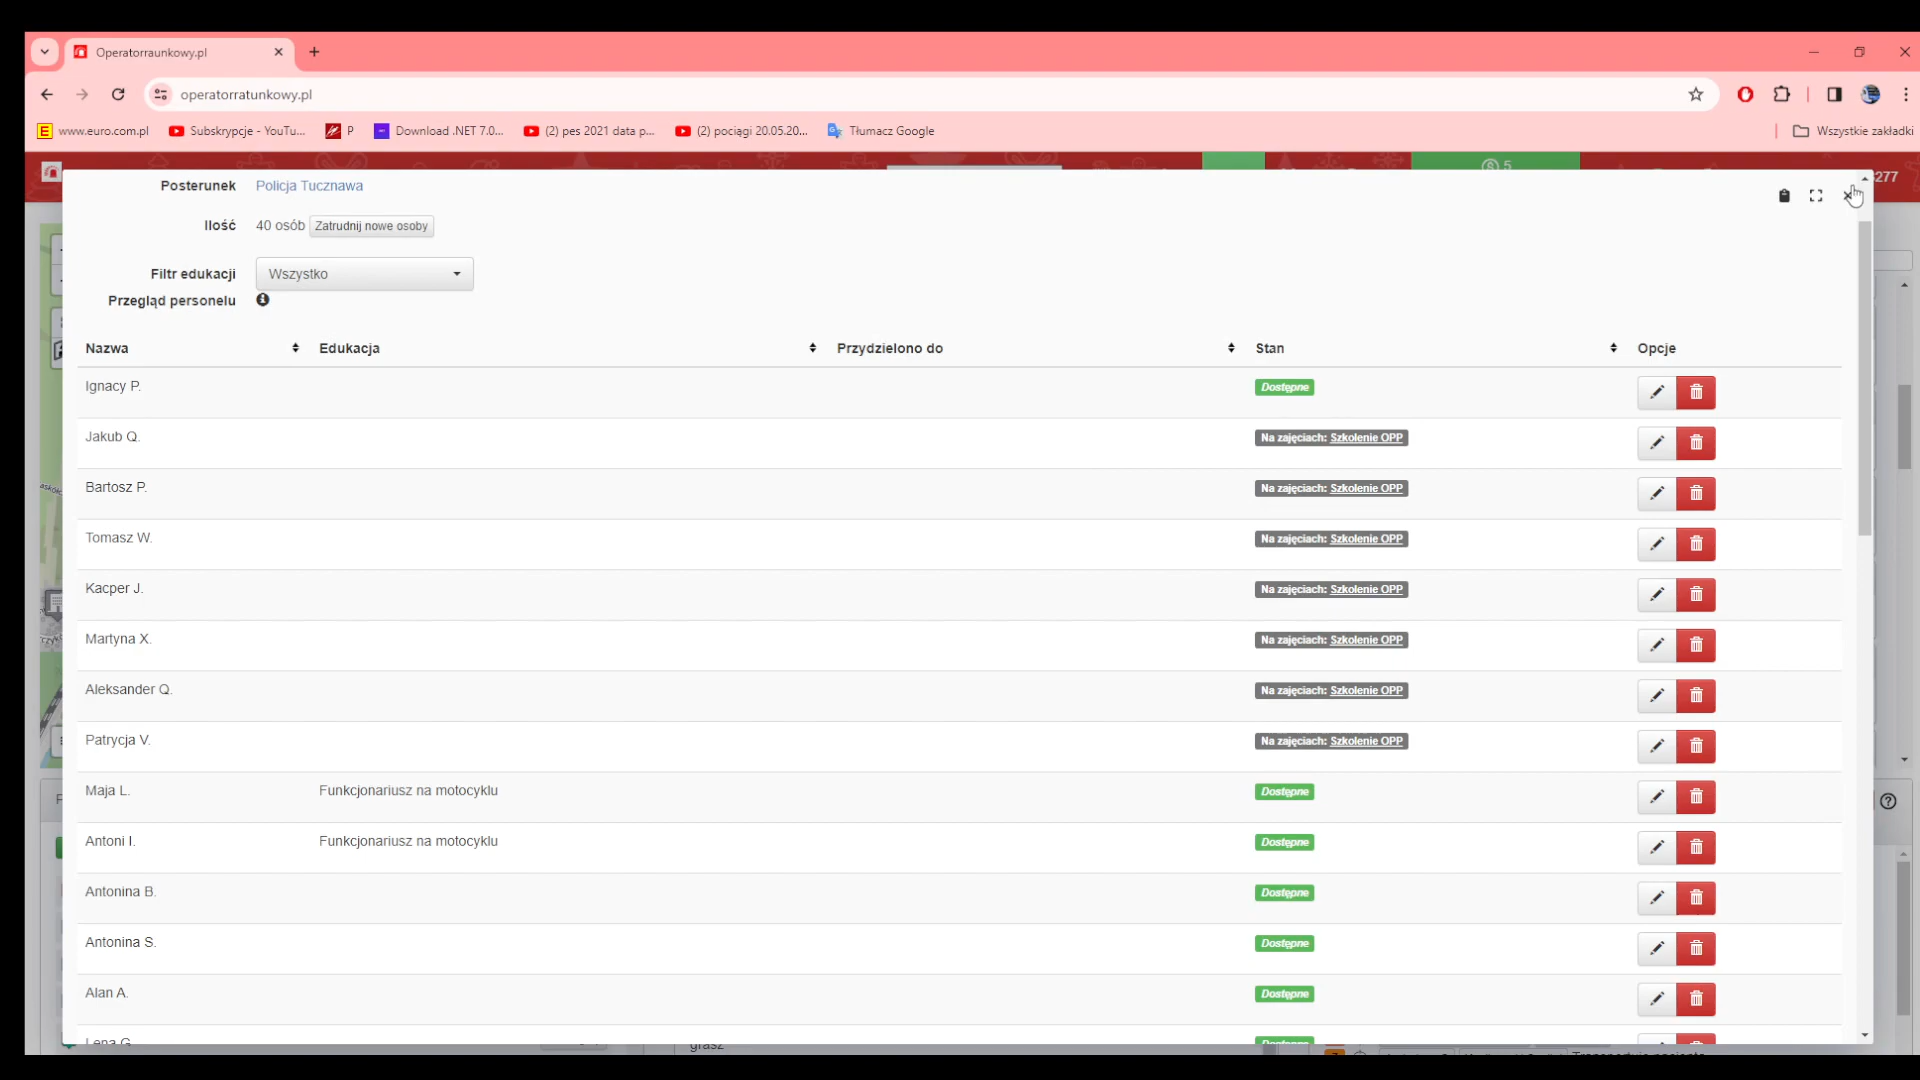 Operatorraunkowy.pl
operatorratunkowy.pl
www.euro.com.pl
Subskrypcje - YouTu...
P
Download .NET 7.0...
(2) pes 2021 data p...
(2) pociągi 20.05.20...
Tłumacz Google
Wszystkie zakładki
5
277
Posterunek Policja Tucznawa
Ilość 40 osób Zatrudnij nowe osoby
Filtr edukacji Wszystko
Przegląd personelu
Nazwa Edukacja Przydzielono do Stan Opcje
Ignacy P. Dostępne
Jakub Q. Na zajęciach: Szkolenie OPP
Bartosz P. Na zajęciach: Szkolenie OPP
Tomasz W. Na zajęciach: Szkolenie OPP
Kacper J. Na zajęciach: Szkolenie OPP
Martyna X. Na zajęciach: Szkolenie OPP
Aleksander Q. Na zajęciach: Szkolenie OPP
Patrycja V. Na zajęciach: Szkolenie OPP
Maja L. Funkcjonariusz na motocyklu Dostępne
Antoni I. Funkcjonariusz na motocyklu Dostępne
Antonina B. Dostępne
Antonina S. Dostępne
Alan A. Dostępne
Lena G. Dostępne
grasz